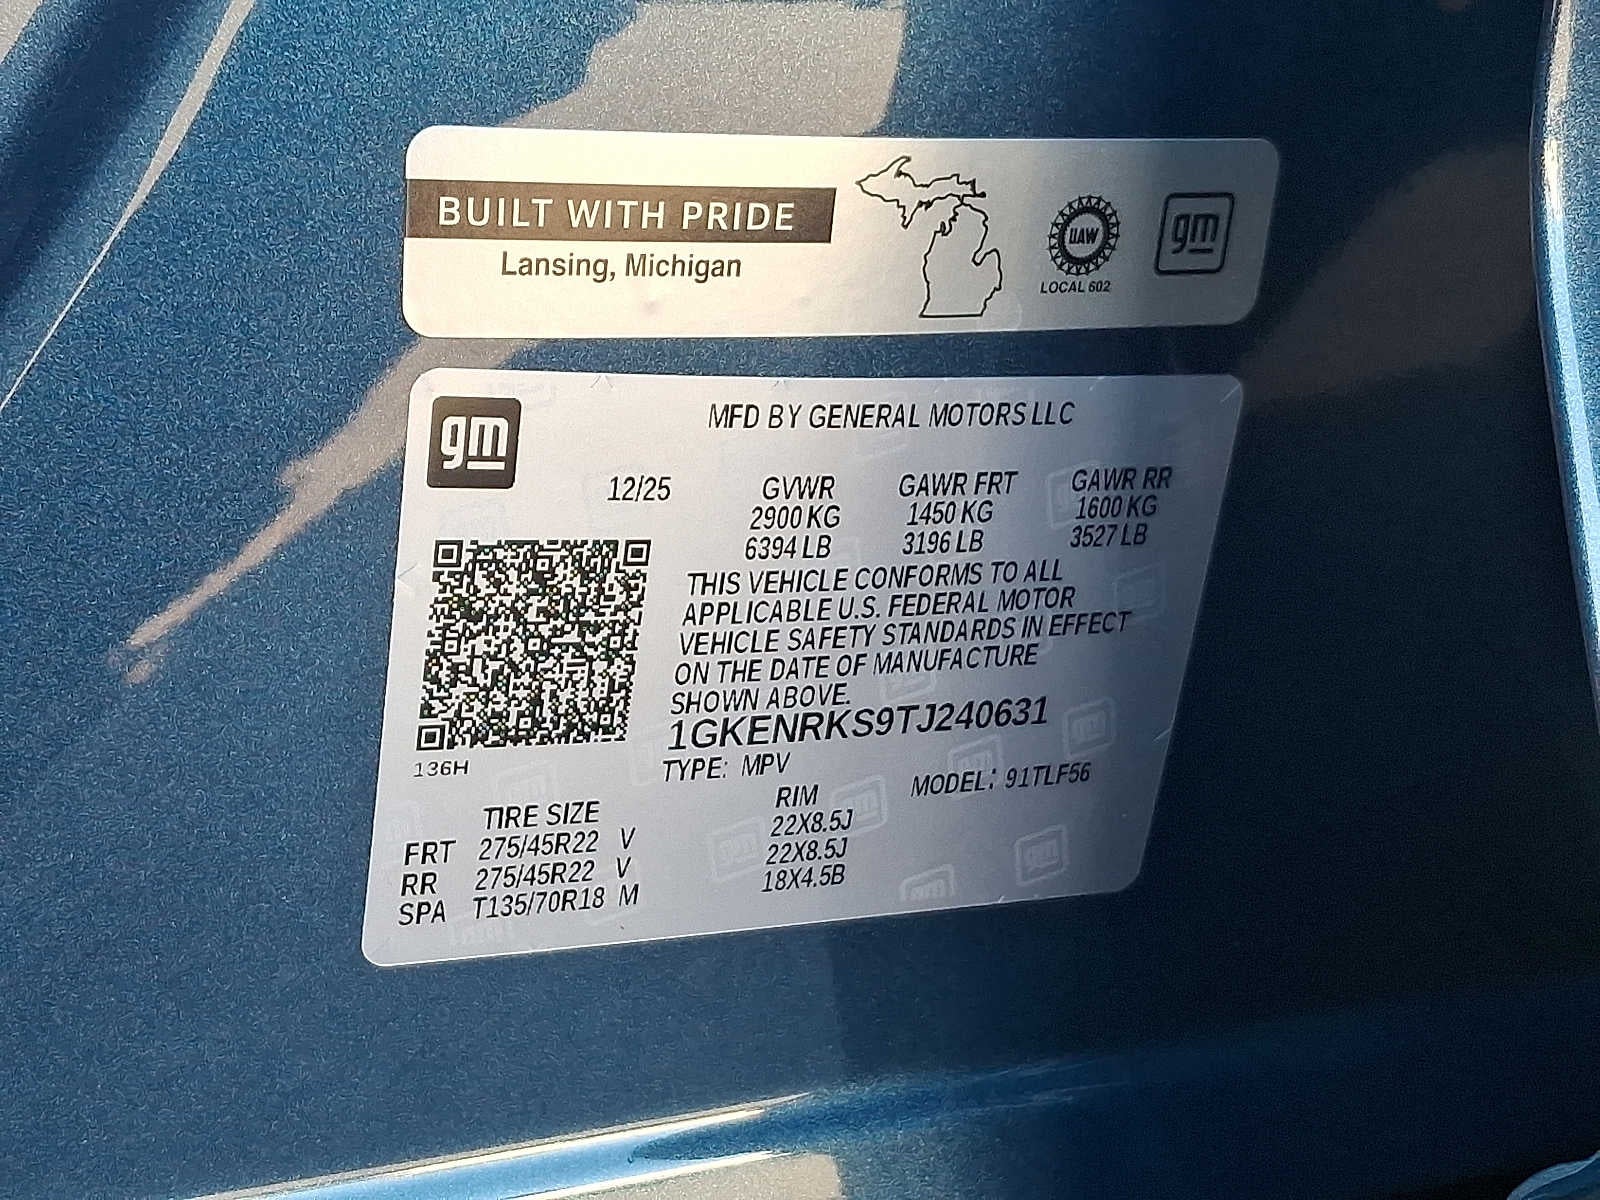 BUILT WITH PRIDE
Lansing, Michigan
UAW
LOCAL 602
gm
gm
MFD BY GENERAL MOTORS LLC
12/25 GVWR GAWR FRT GAWR RR
2900 KG 1450 KG 1600 KG
6394 LB 3196 LB 3527 LB
THIS VEHICLE CONFORMS TO ALL
APPLICABLE U.S. FEDERAL MOTOR
VEHICLE SAFETY STANDARDS IN EFFECT
ON THE DATE OF MANUFACTURE
SHOWN ABOVE.
1GKENRKS9TJ240631
136H
TYPE: MPV MODEL: 91TLF56
TIRE SIZE RIM
FRT 275/45R22 V 22X8.5J
RR 275/45R22 V 22X8.5J
SPA T135/70R18 M 18X4.5B